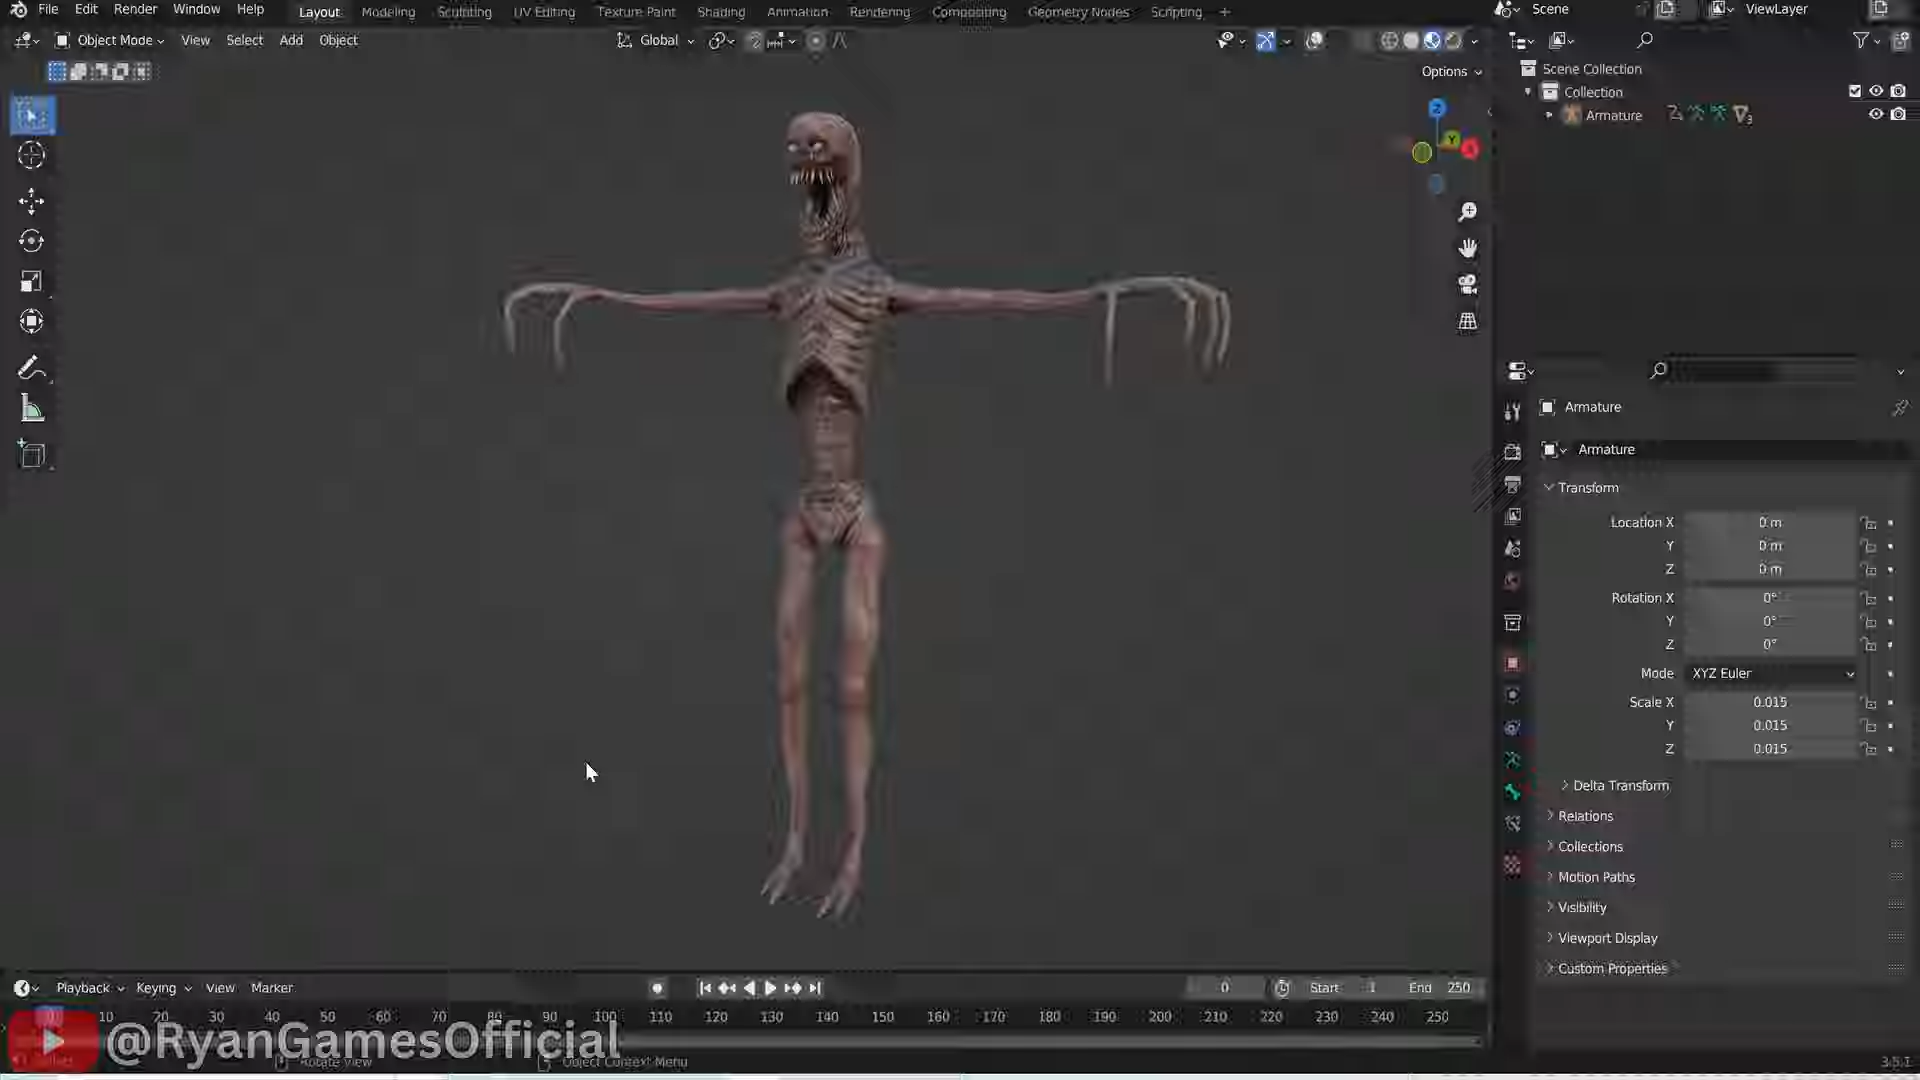 File Edit Render Window Help Layout Modeling Sculpting UV Editing Texture Paint Shading Animation Rendering Compositing Geometry Nodes Scripting + Scene ViewLayer
Object Mode View Select Add Object Global
Options
Scene Collection
Collection
Armature 3
Z
Y
X
Armature
Armature
Transform
Location X 0 m
Y 0 m
Z 0 m
Rotation X 0°
Y 0°
Z 0°
Mode XYZ Euler
Scale X 0.015
Y 0.015
Z 0.015
Delta Transform
Relations
Collections
Motion Paths
Visibility
Viewport Display
Custom Properties
Playback Keying View Marker 0 Start 1 End 250
10 20 30 40 50 60 70 80 90 100 110 120 130 140 150 160 170 180 190 200 210 220 230 240 250
@RyanGamesOfficial
Rotate View Object Context Menu 3.5.1